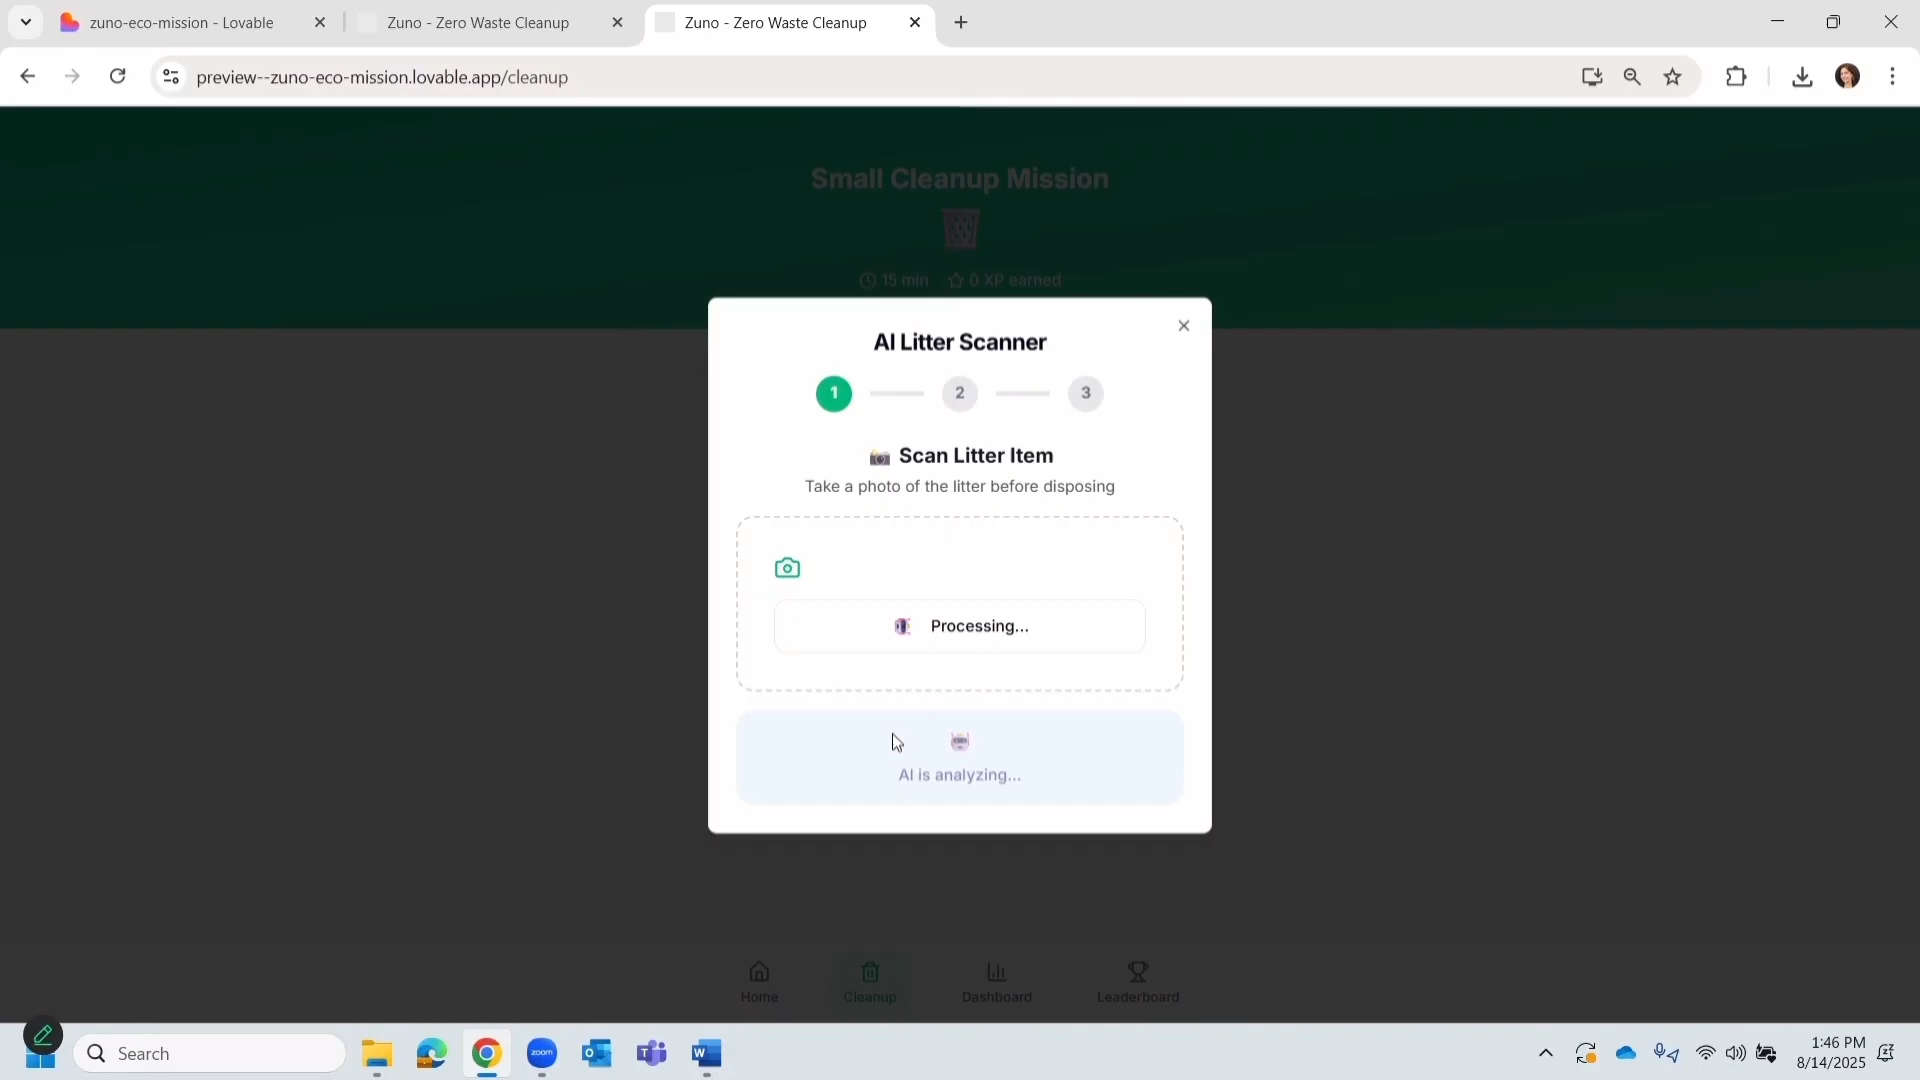 zuno-eco-mission - Lovable
Zuno - Zero Waste Cleanup
Zuno - Zero Waste Cleanup
preview--zuno-eco-mission.lovable.app/cleanup
Small Cleanup Mission
15 min 0 XP earned
AI Litter Scanner
1 2 3
Scan Litter Item
Take a photo of the litter before disposing
Processing...
AI is analyzing...
Home Cleanup Dashboard Leaderboard
Search
zoom
1:46 PM
8/14/2025